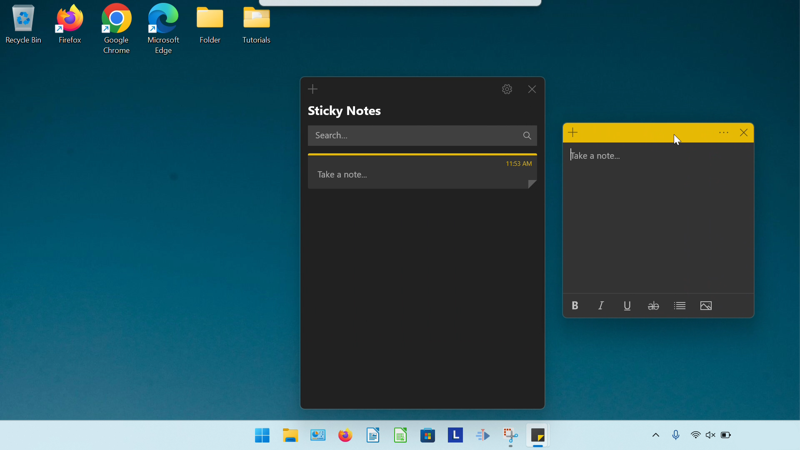 Recycle Bin
Firefox
Google
Chrome
Microsoft
Edge
Folder
Tutorials
Sticky Notes
Search...
11:53 AM
Take a note...
Take a note...
B I U ab
L